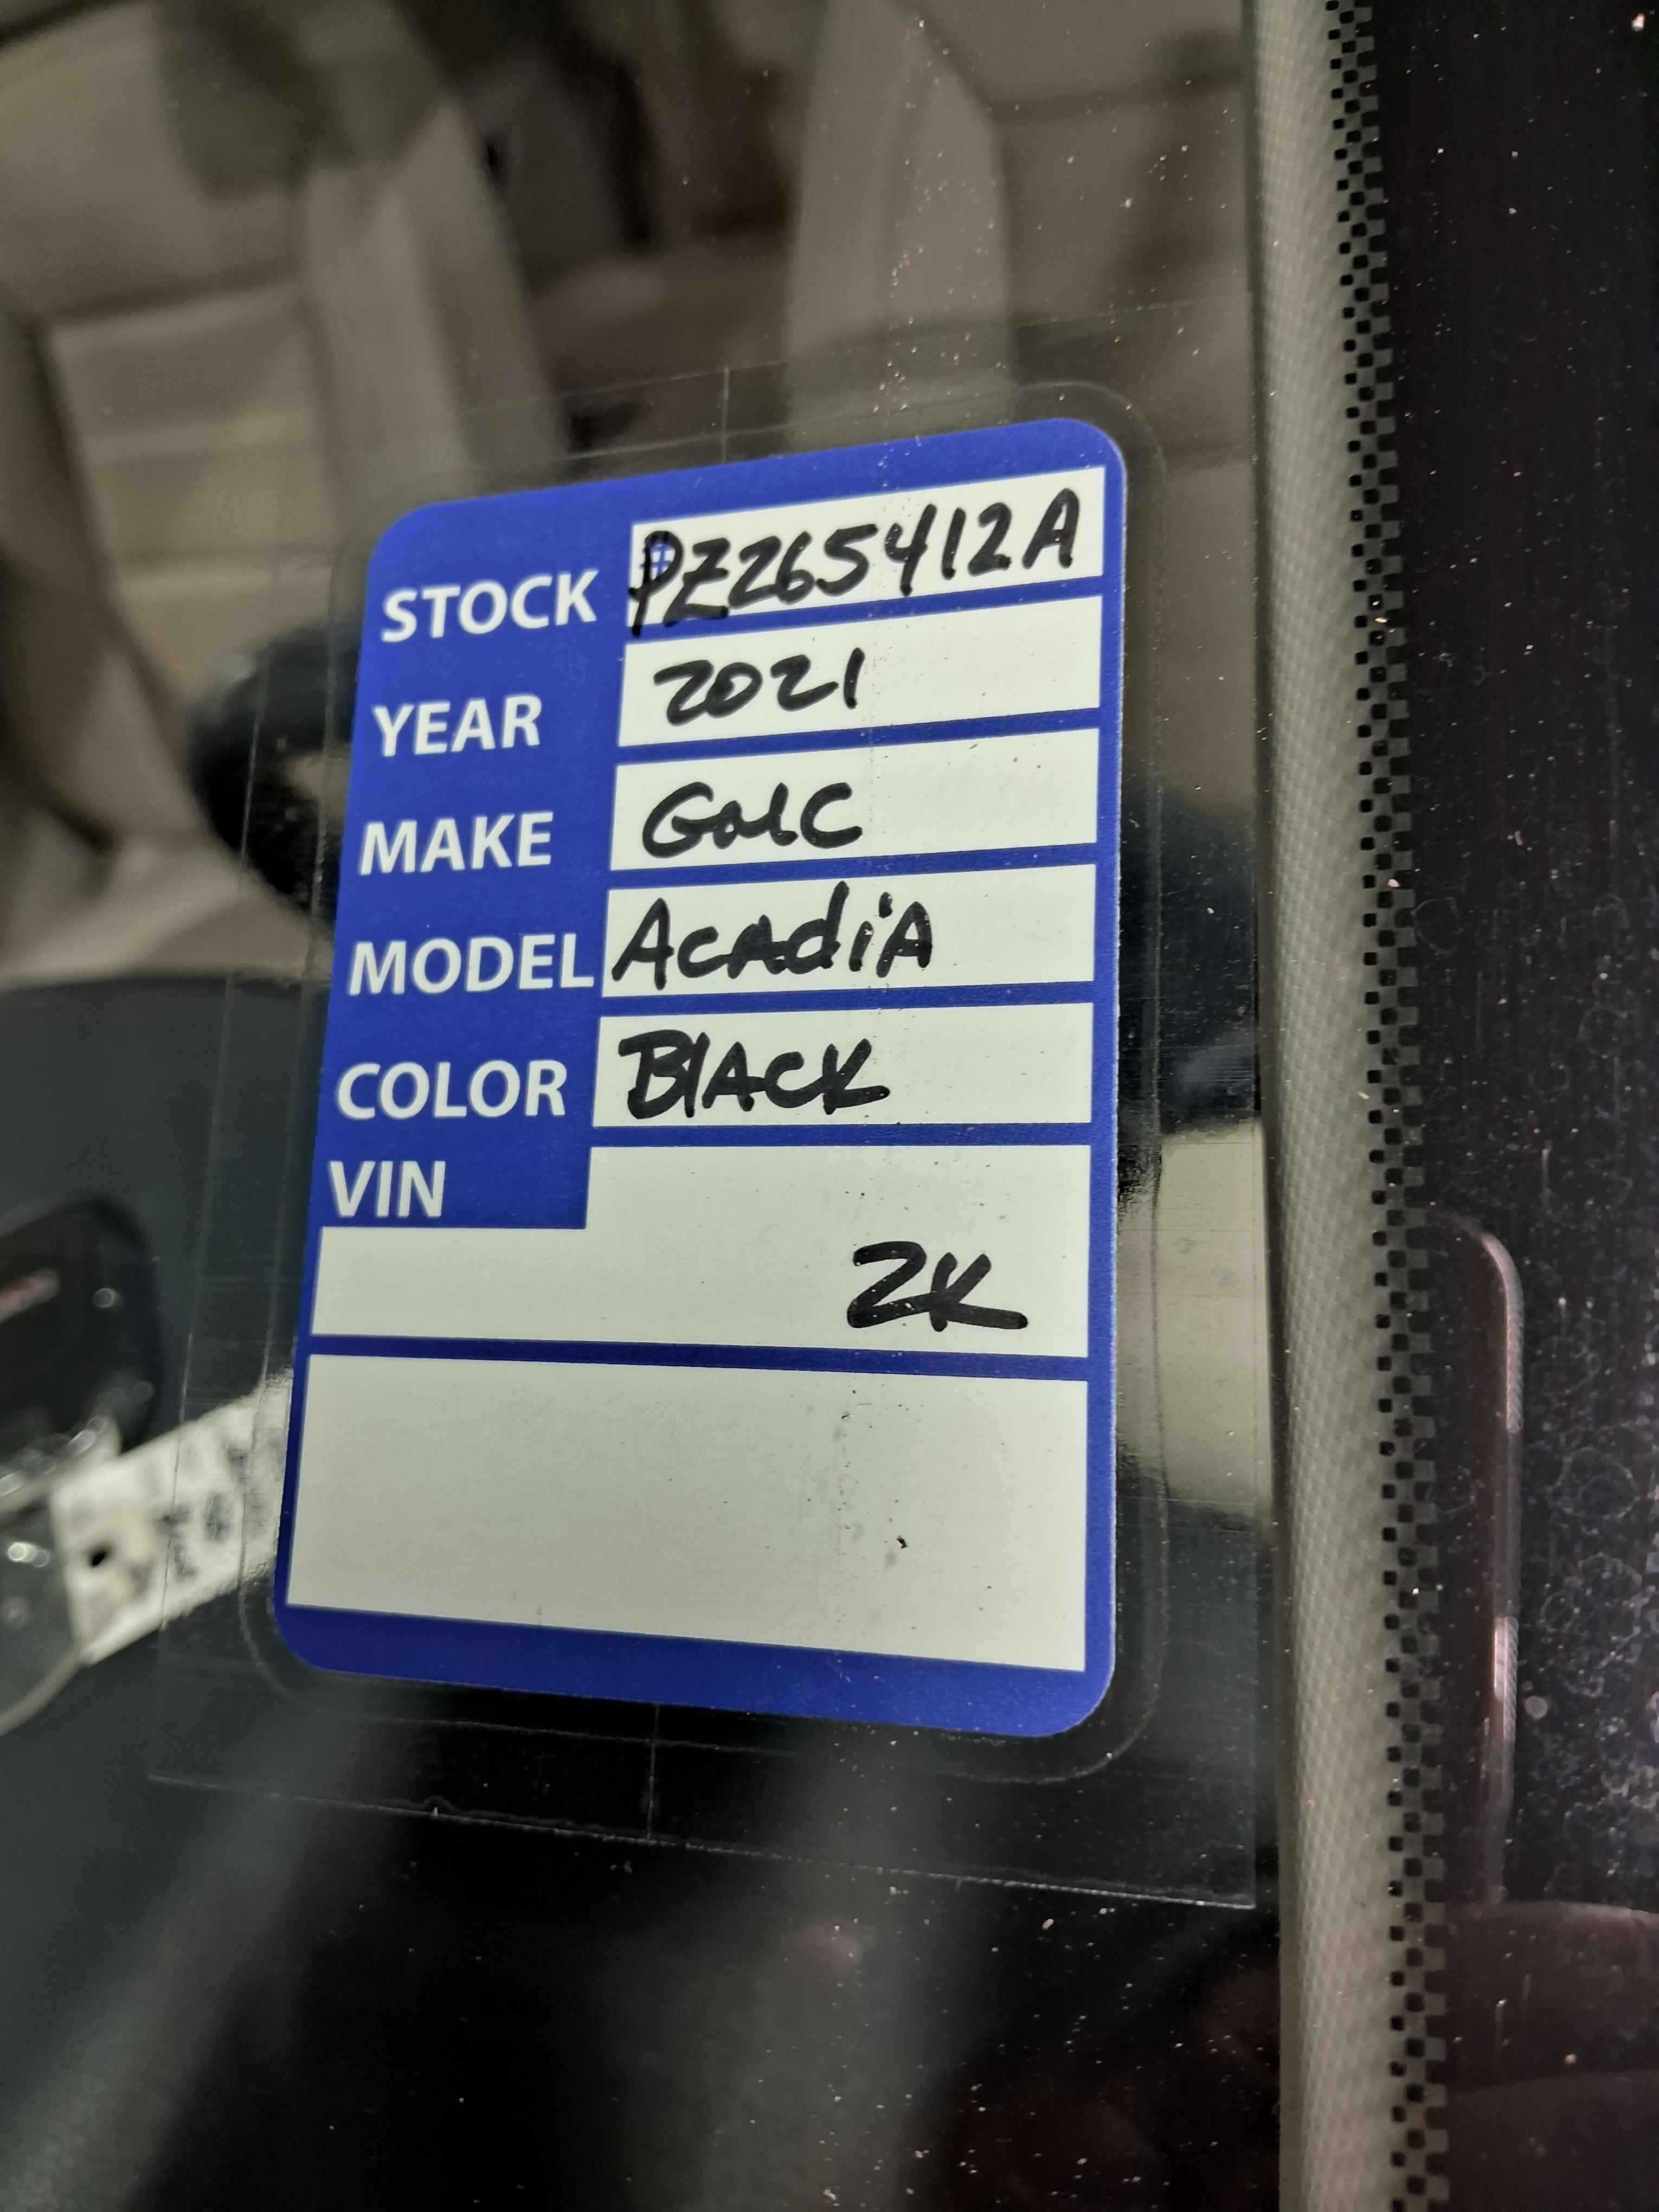 STOCK # PZ265412A
YEAR 2021
MAKE GMC
MODEL AcAdiA
COLOR BlAcK
VIN
2K